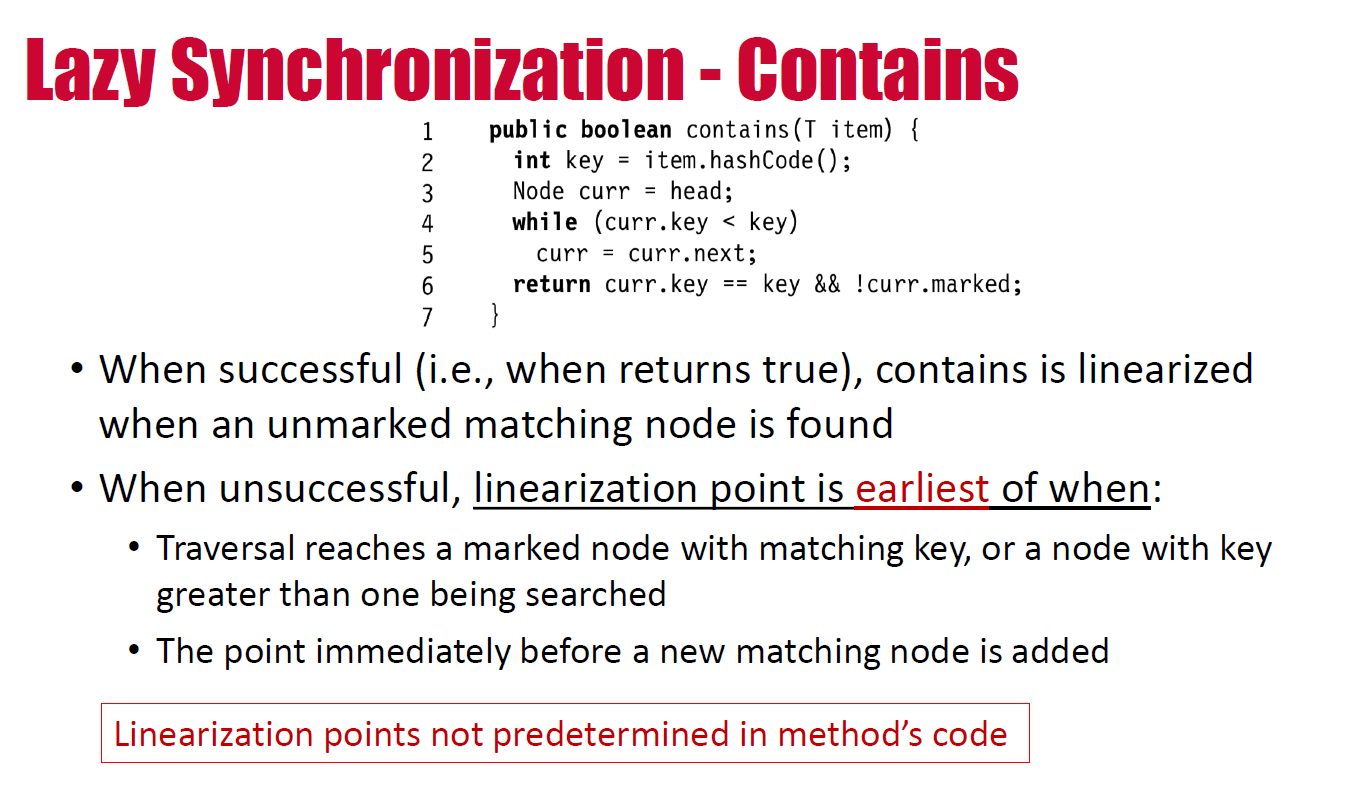 Lazy Synchronization - Contains
1 public boolean contains(T item) {
2 int key = item.hashCode();
3 Node curr = head;
4 while (curr.key < key)
5 curr = curr.next;
6 return curr.key == key && !curr.marked;
7 }
• When successful (i.e., when returns true), contains is linearized
when an unmarked matching node is found
• When unsuccessful, linearization point is earliest of when:
• Traversal reaches a marked node with matching key, or a node with key
greater than one being searched
• The point immediately before a new matching node is added
Linearization points not predetermined in method’s code